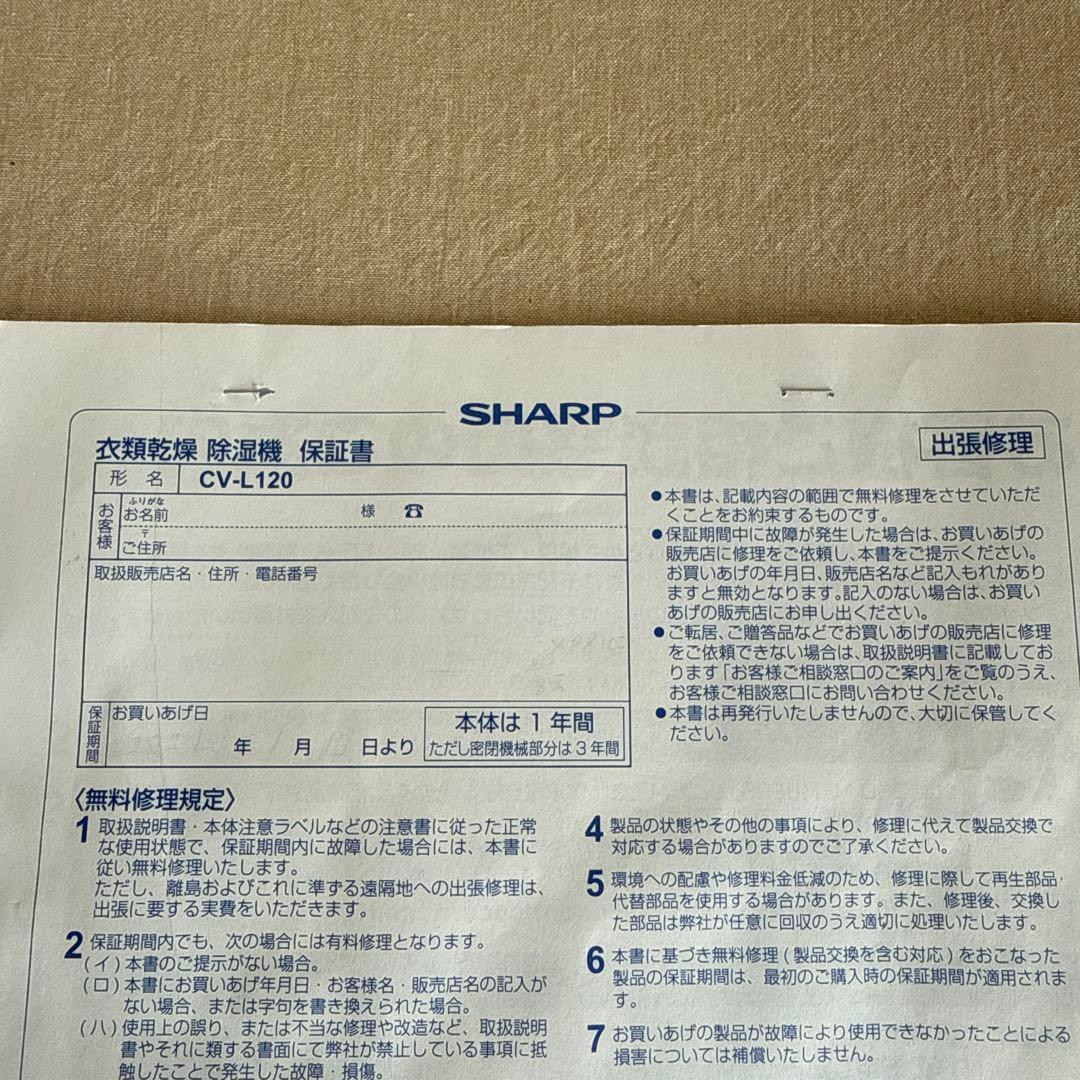 SHARP
衣類乾燥 除湿機 保証書
出張修理
形 名 CV-L120
お客様
ふりがな
お名前 様 ☎
〒
ご住所
取扱販売店名・住所・電話番号
保証期間
お買いあげ日
年 月 日より
本体は1年間
ただし密閉機械部分は3年間
●本書は、記載内容の範囲で無料修理をさせていただ
くことをお約束するものです。
●保証期間中に故障が発生した場合は、お買いあげの
販売店に修理をご依頼し、本書をご提示ください。
お買いあげの年月日、販売店名など記入もれがあり
ますと無効となります。記入のない場合は、お買い
あげの販売店にお申し出ください。
●ご転居、ご贈答品などでお買いあげの販売店に修理
をご依頼できない場合は、取扱説明書に記載してお
ります「お客様ご相談窓口のご案内」をご覧のうえ、
お客様ご相談窓口にお問い合わせください。
●本書は再発行いたしませんので、大切に保管してく
ださい。
〈無料修理規定〉
1 取扱説明書・本体注意ラベルなどの注意書に従った正常
な使用状態で、保証期間内に故障した場合には、本書に
従い無料修理いたします。
ただし、離島およびこれに準ずる遠隔地への出張修理は、
出張に要する実費をいただきます。
2 保証期間内でも、次の場合には有料修理となります。
(イ)本書のご提示がない場合。
(ロ)本書にお買いあげ年月日・お客様名・販売店名の記入が
ない場合、または字句を書き換えられた場合。
(ハ)使用上の誤り、または不当な修理や改造など、取扱説明
書やそれに類する書面にて弊社が禁止している事項に抵
触したことで発生した故障・損傷。
4 製品の状態やその他の事項により、修理に代えて製品交換で
対応する場合がありますのでご了承ください。
5 環境への配慮や修理料金低減のため、修理に際して再生部品・
代替部品を使用する場合があります。また、修理後、交換し
た部品は弊社が任意に回収のうえ適切に処理いたします。
6 本書に基づき無料修理(製品交換を含む対応)をおこなった
製品の保証期間は、最初のご購入時の保証期間が適用されま
す。
7 お買いあげの製品が故障により使用できなかったことによる
損害については補償いたしません。